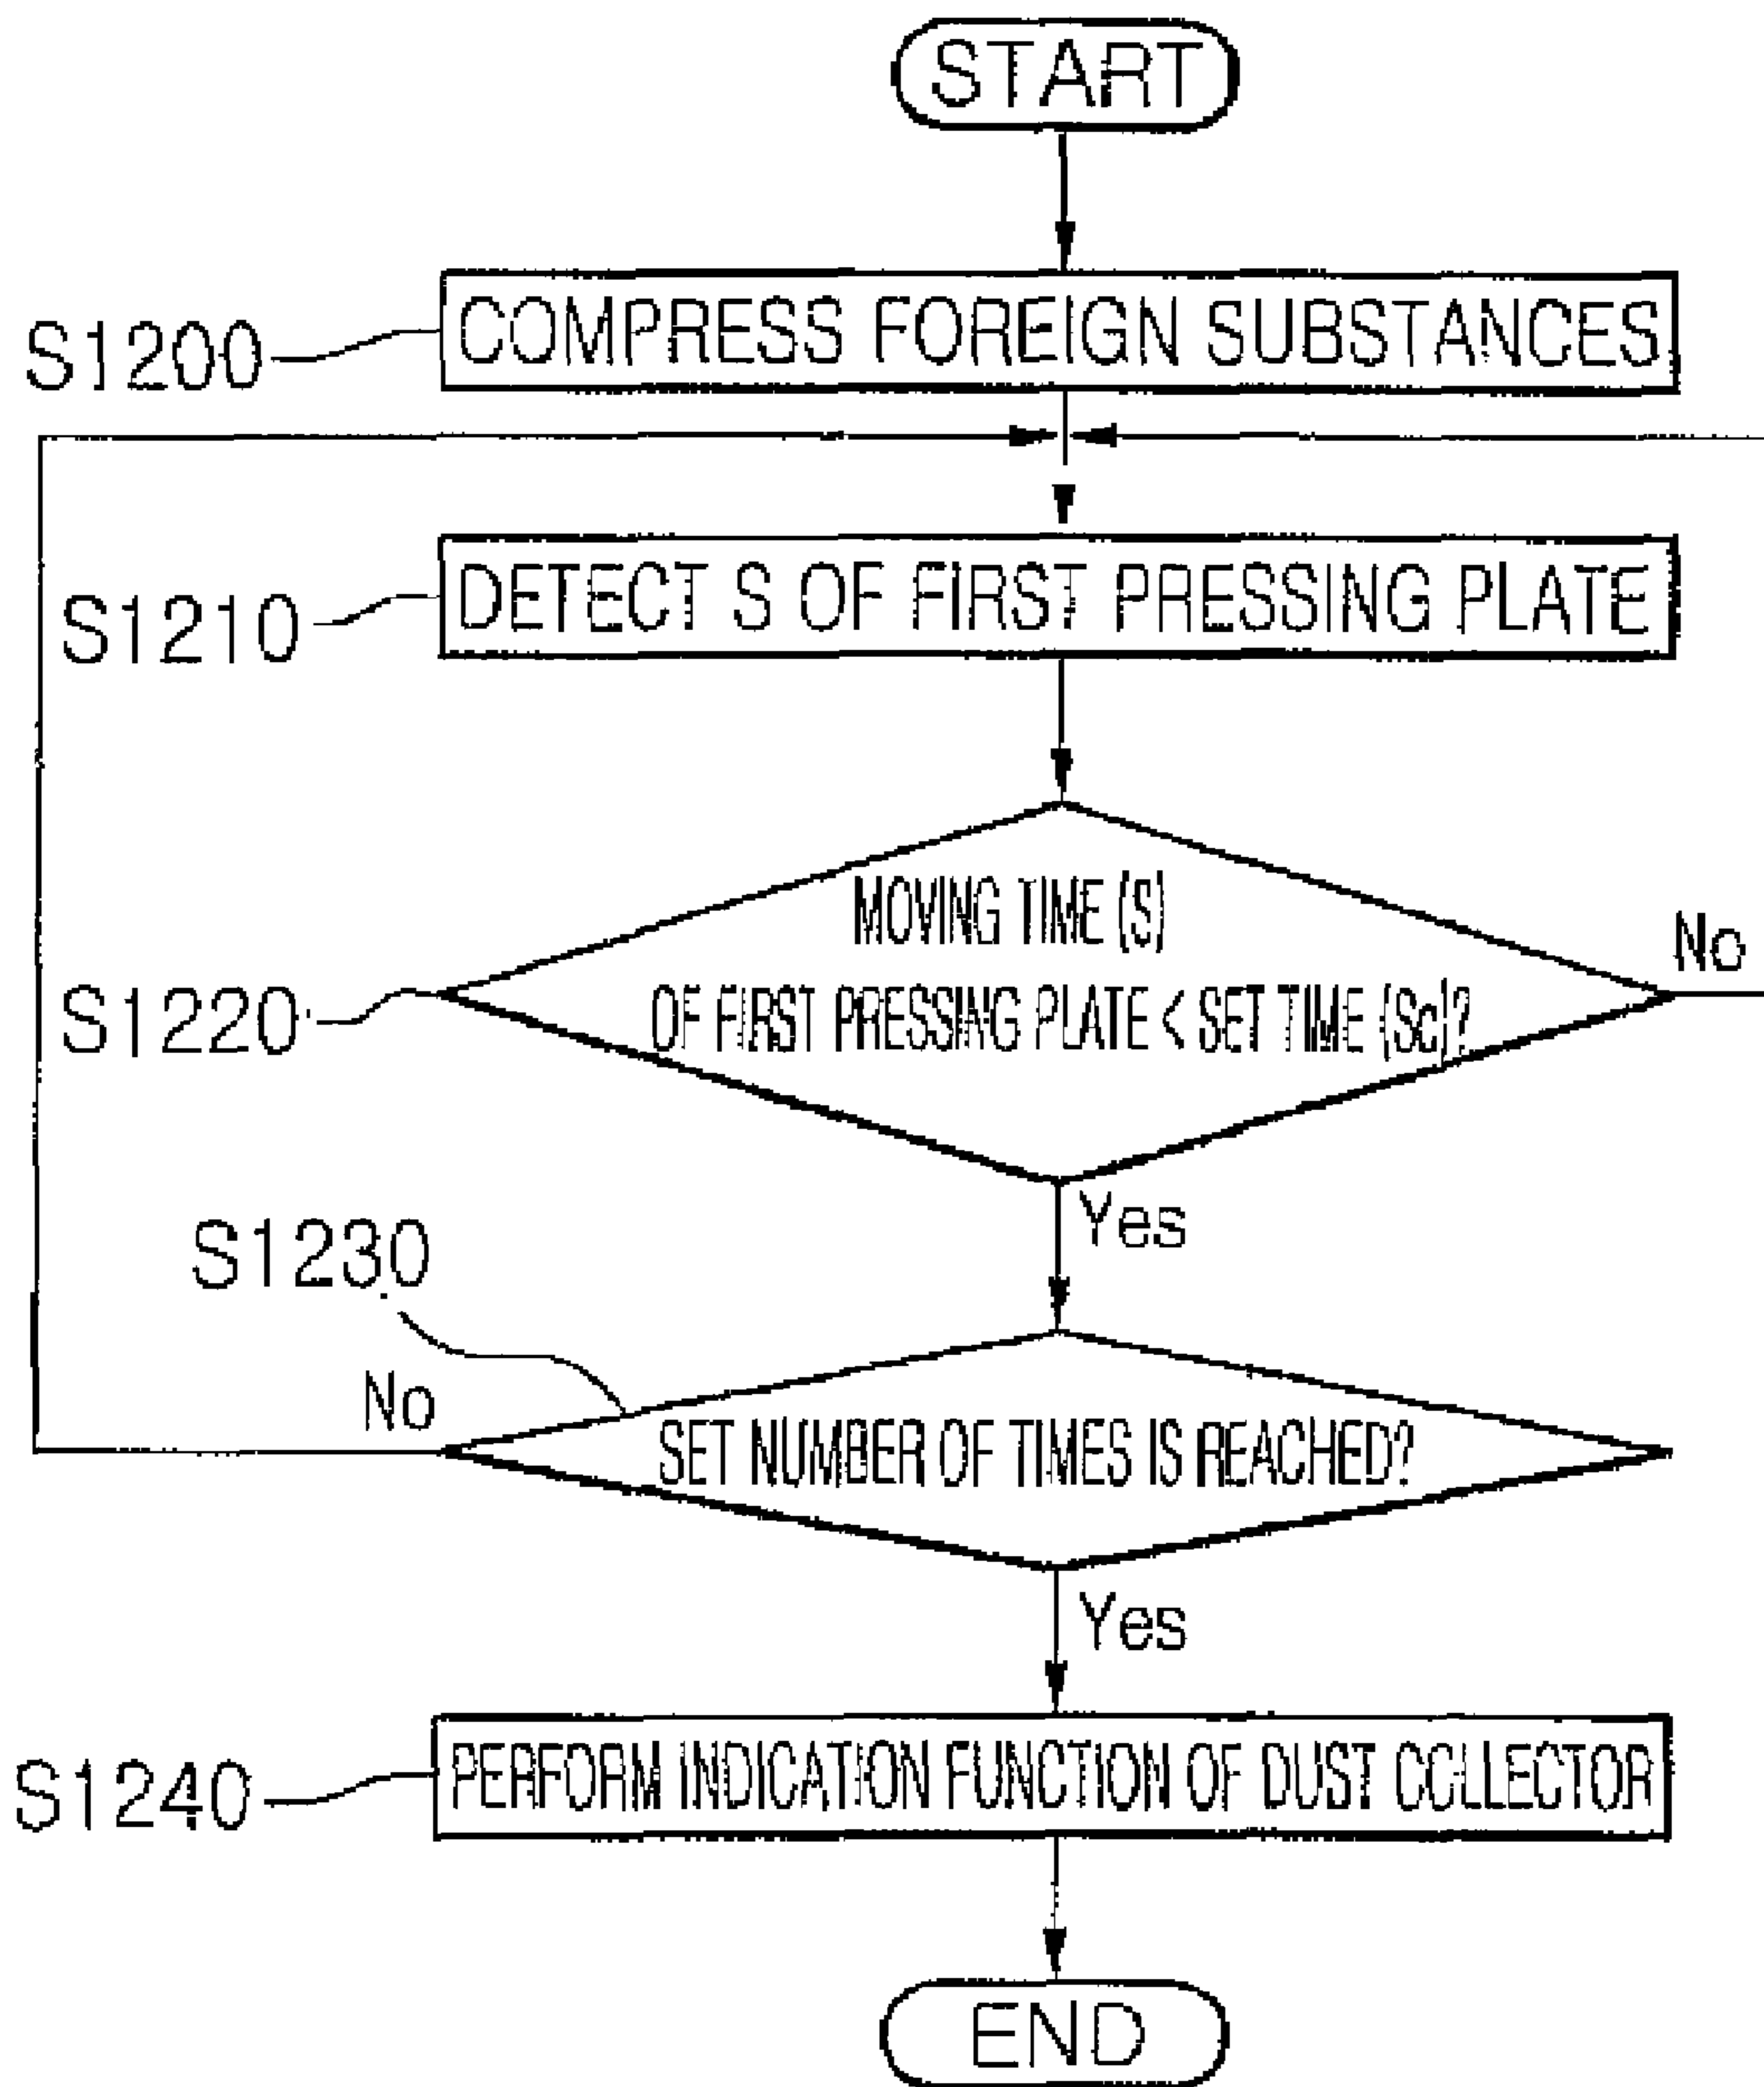 START
S1200
COMPRESS FOREIGN SUBSTANCES
S1210
DETECT S OF FIRST PRESSING PLATE
MOVING TIME (S)
No
S1220
OF FIRST PRESSING PLATE < SET TIME (Sc)?
Yes
S1230
No
SET NUMBER OF TIMES IS REACHED?
Yes
S1240
PERFORM INDICATION FUNCTION OF DUST COLLECTOR
END